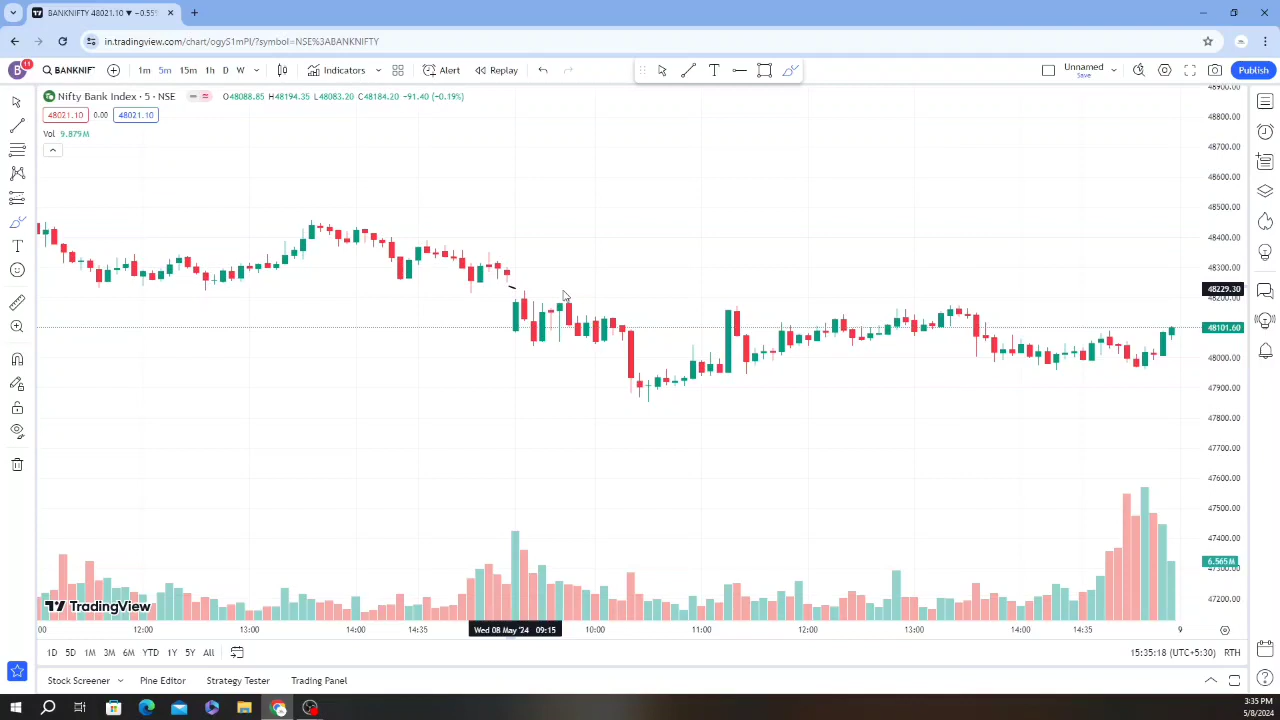 BANKNIFTY 48021.10 ▼ −0.55%
in.tradingview.com/chart/ogyS1mPl/?symbol=NSE%3ABANKNIFTY
B 11 BANKNIF 1m 5m 15m 1h D W Indicators Alert Replay T Unnamed Save Publish
Nifty Bank Index · 5 · NSE O48088.85 H48194.35 L48083.20 C48184.20 −91.40 (−0.19%)
48021.10 0.00 48021.10
Vol 9.879M
48900.00
48800.00
48700.00
48600.00
48500.00
48400.00
48300.00
48229.30
48200.00
48101.60
48000.00
47900.00
47800.00
47700.00
47600.00
47500.00
47400.00
6.565M
47300.00
47200.00
TradingView
:00 12:00 13:00 14:00 14:35 Wed 08 May '24 09:15 10:00 11:00 12:00 13:00 14:00 14:35 9
1D 5D 1M 3M 6M YTD 1Y 5Y All 15:35:18 (UTC+5:30) RTH
Stock Screener Pine Editor Strategy Tester Trading Panel
3:35 PM
5/8/2024